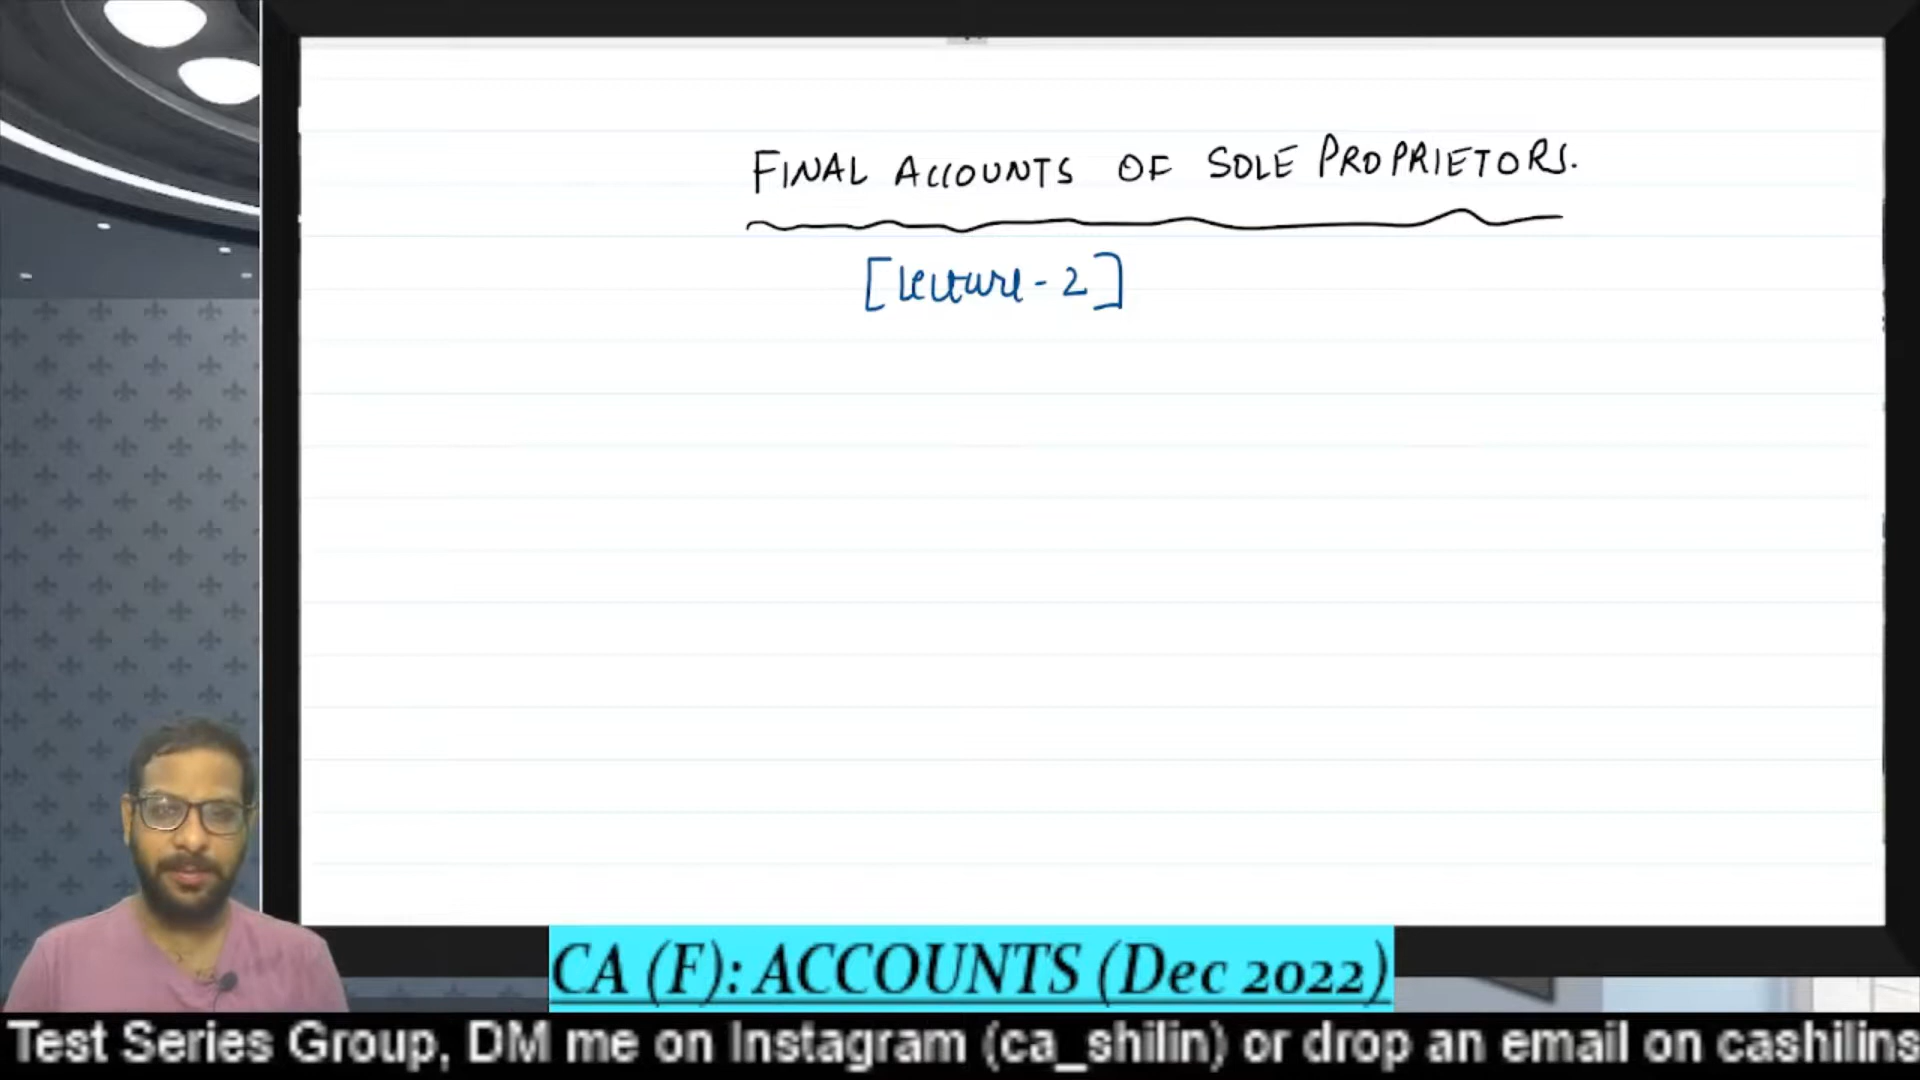 FINAL ACCOUNTS OF SOLE PROPRIETORS.
[Lecture-2]
CA (F): ACCOUNTS (Dec 2022)
Test Series Group, DM me on Instagram (ca_shilin) or drop an email on cashilins